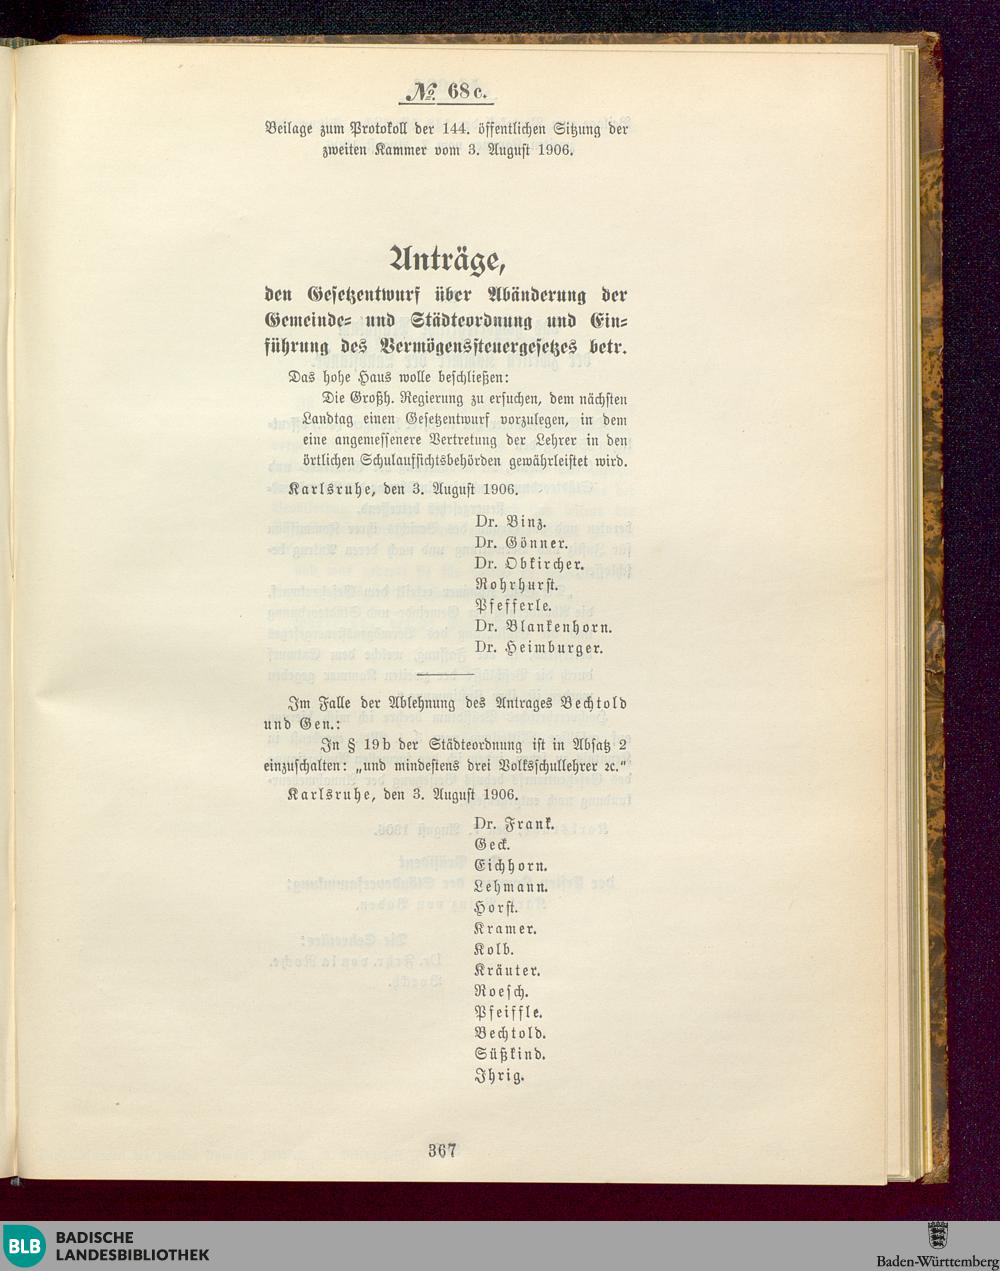 № 68c.
Beilage zum Protokoll der 144. öffentlichen Sitzung der
zweiten Kammer vom 3. August 1906.
Anträge,
den Gesetzentwurf über Abänderung der
Gemeinde- und Städteordnung und Ein-
führung des Vermögenssteuergesetzes betr.
Das hohe Haus wolle beschließen:
Die Großh. Regierung zu ersuchen, dem nächsten
Landtag einen Gesetzentwurf vorzulegen, in dem
eine angemessenere Vertretung der Lehrer in den
örtlichen Schulaufsichtsbehörden gewährleistet wird.
Karlsruhe, den 3. August 1906.
Dr. Binz.
Dr. Gönner.
Dr. Obkircher.
Rohrhurst.
Pfefferle.
Dr. Blankenhorn.
Dr. Heimburger.
Im Falle der Ablehnung des Antrages Bechtold
und Gen.:
In § 19b der Städteordnung ist in Absatz 2
einzuschalten: „und mindestens drei Volksschullehrer ꝛc."
Karlsruhe, den 3. August 1906.
Dr. Frank.
Geck.
Eichhorn.
Lehmann.
Horst.
Kramer.
Kolb.
Kräuter.
Roesch.
Pfeiffle.
Bechtold.
Süßkind.
Ihrig.
367
BLB BADISCHE
LANDESBIBLIOTHEK
Baden-Württemberg